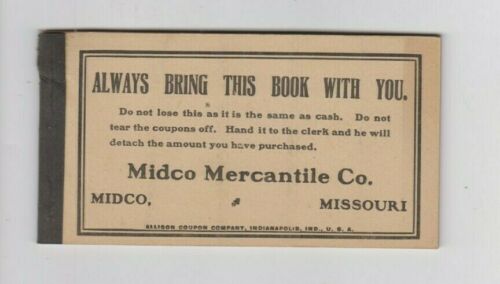 ALWAYS BRING THIS BOOK WITH YOU.
Do not lose this as it is the same as cash. Do not
tear the coupons off. Hand it to the clerk and he will
detach the amount you have purchased.
Midco Mercantile Co.
MIDCO, MISSOURI
ALLISON COUPON COMPANY, INDIANAPOLIS, IND., U. S. A.